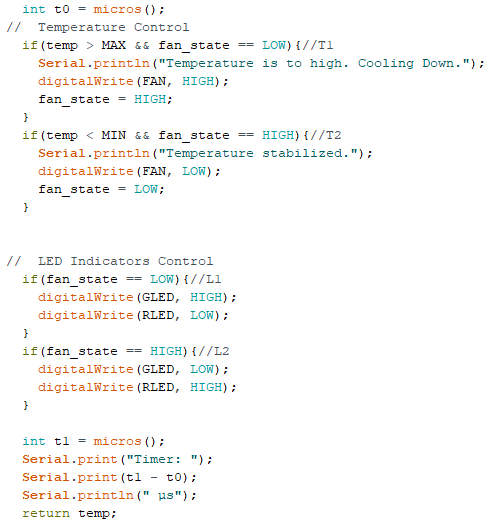 int t0 = micros();
//  Temperature Control
if(temp > MAX && fan_state == LOW){//T1
Serial.println("Temperature is to high. Cooling Down.");
digitalWrite(FAN, HIGH);
fan_state = HIGH;
}
if(temp < MIN && fan_state == HIGH){//T2
Serial.println("Temperature stabilized.");
digitalWrite(FAN, LOW);
fan_state = LOW;
}
//  LED Indicators Control
if(fan_state == LOW){//L1
digitalWrite(GLED, HIGH);
digitalWrite(RLED, LOW);
}
if(fan_state == HIGH){//L2
digitalWrite(GLED, LOW);
digitalWrite(RLED, HIGH);
}
int t1 = micros();
Serial.print("Timer: ");
Serial.print(t1 - t0);
Serial.println(" µs");
return temp;